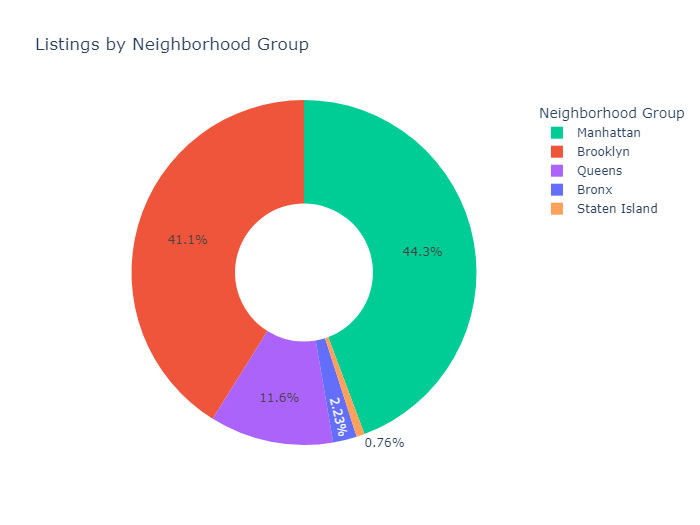 Listings by Neighborhood Group
Neighborhood Group
Manhattan
Brooklyn
Queens
Bronx
Staten Island
41.1%
44.3%
11.6%
2.23%
0.76%